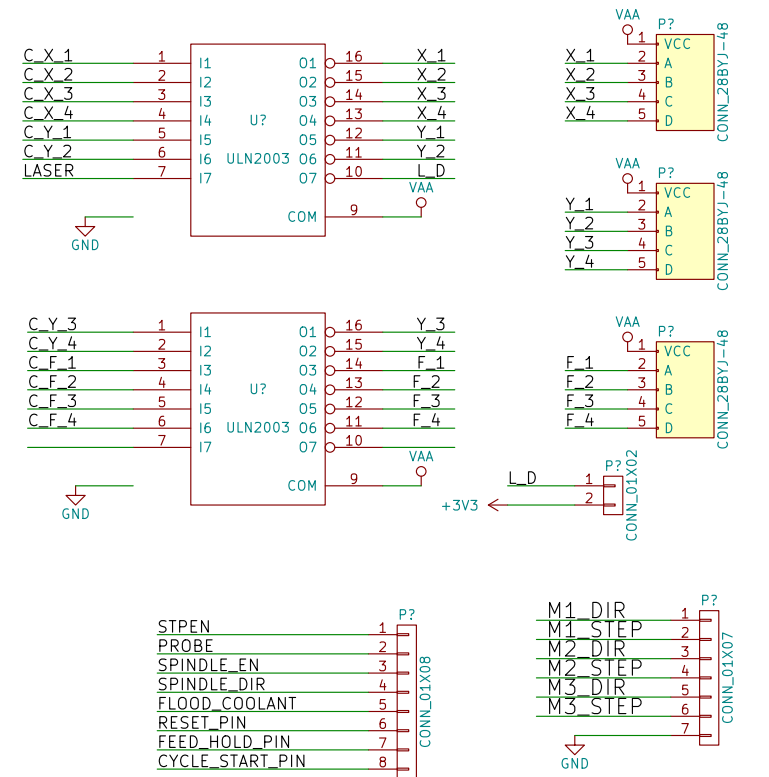 C_X_1 1 I1 O1 16 X_1
C_X_2 2 I2 O2 15 X_2
C_X_3 3 I3 O3 14 X_3
C_X_4 4 I4 U? O4 13 X_4
C_Y_1 5 I5 O5 12 Y_1
C_Y_2 6 I6 ULN2003 O6 11 Y_2
LASER 7 I7 O7 10 L_D
VAA
COM 9
GND
VAA P?
1 VCC
X_1 2 A
X_2 3 B
X_3 4 C
X_4 5 D
CONN_28BYJ-48
VAA P?
1 VCC
Y_1 2 A
Y_2 3 B
Y_3 4 C
Y_4 5 D
CONN_28BYJ-48
C_Y_3 1 I1 O1 16 Y_3
C_Y_4 2 I2 O2 15 Y_4
C_F_1 3 I3 O3 14 F_1
C_F_2 4 I4 U? O4 13 F_2
C_F_3 5 I5 O5 12 F_3
C_F_4 6 I6 ULN2003 O6 11 F_4
7 I7 O7 10
VAA
COM 9
GND
VAA P?
1 VCC
F_1 2 A
F_2 3 B
F_3 4 C
F_4 5 D
CONN_28BYJ-48
P?
L_D 1
+3V3 2
CONN_01X02
P?
STPEN 1
PROBE 2
SPINDLE_EN 3
SPINDLE_DIR 4
FLOOD_COOLANT 5
RESET_PIN 6
FEED_HOLD_PIN 7
CYCLE_START_PIN 8
CONN_01X08
P?
M1_DIR 1
M1_STEP 2
M2_DIR 3
M2_STEP 4
M3_DIR 5
M3_STEP 6
7
GND
CONN_01X07